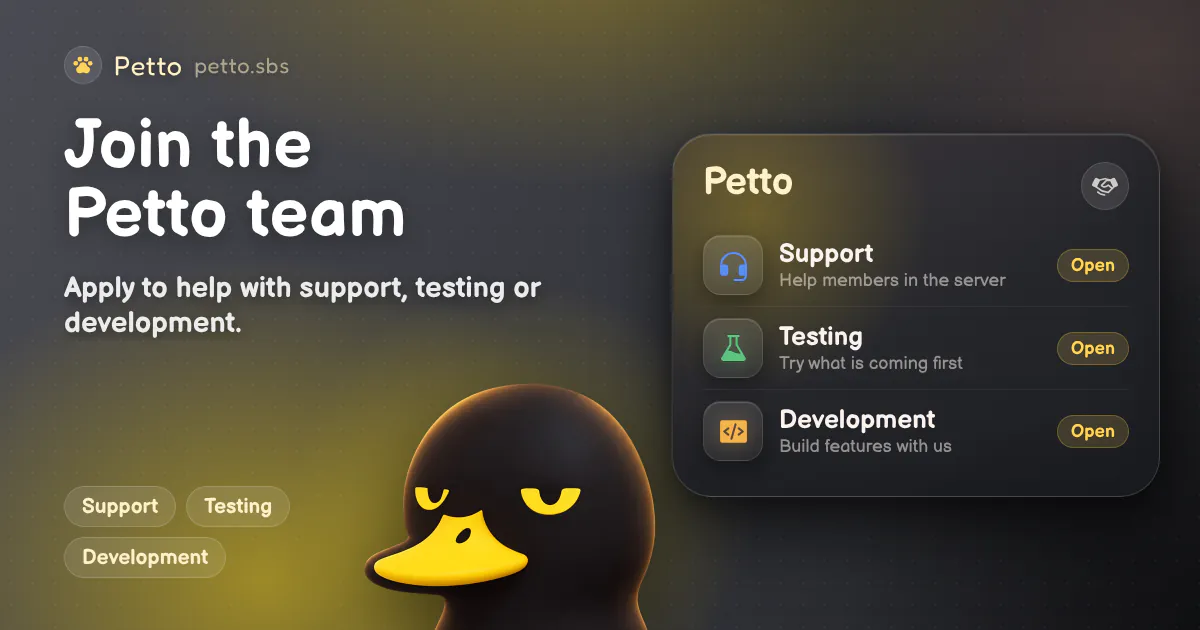 Petto petto.sbs
Join the
Petto team
Apply to help with support, testing or
development.
Support Testing
Development
Petto
Support
Help members in the server
Open
Testing
Try what is coming first
Open
Development
Build features with us
Open